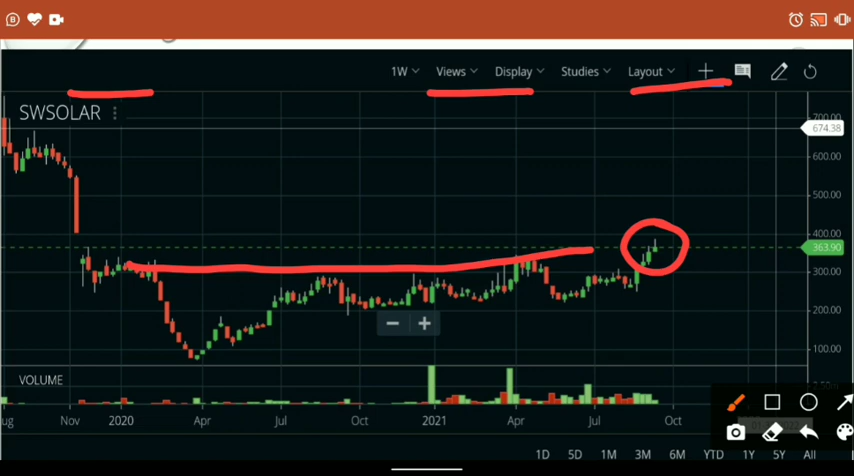 1W Views Display Studies Layout
SWSOLAR
700.00
674.38
600.00
500.00
400.00
363.90
300.00
200.00
100.00
VOLUME
Nov 2020 Apr Jul Oct 2021 Apr Jul Oct
1D 5D 1M 3M 6M YTD 1Y 5Y All